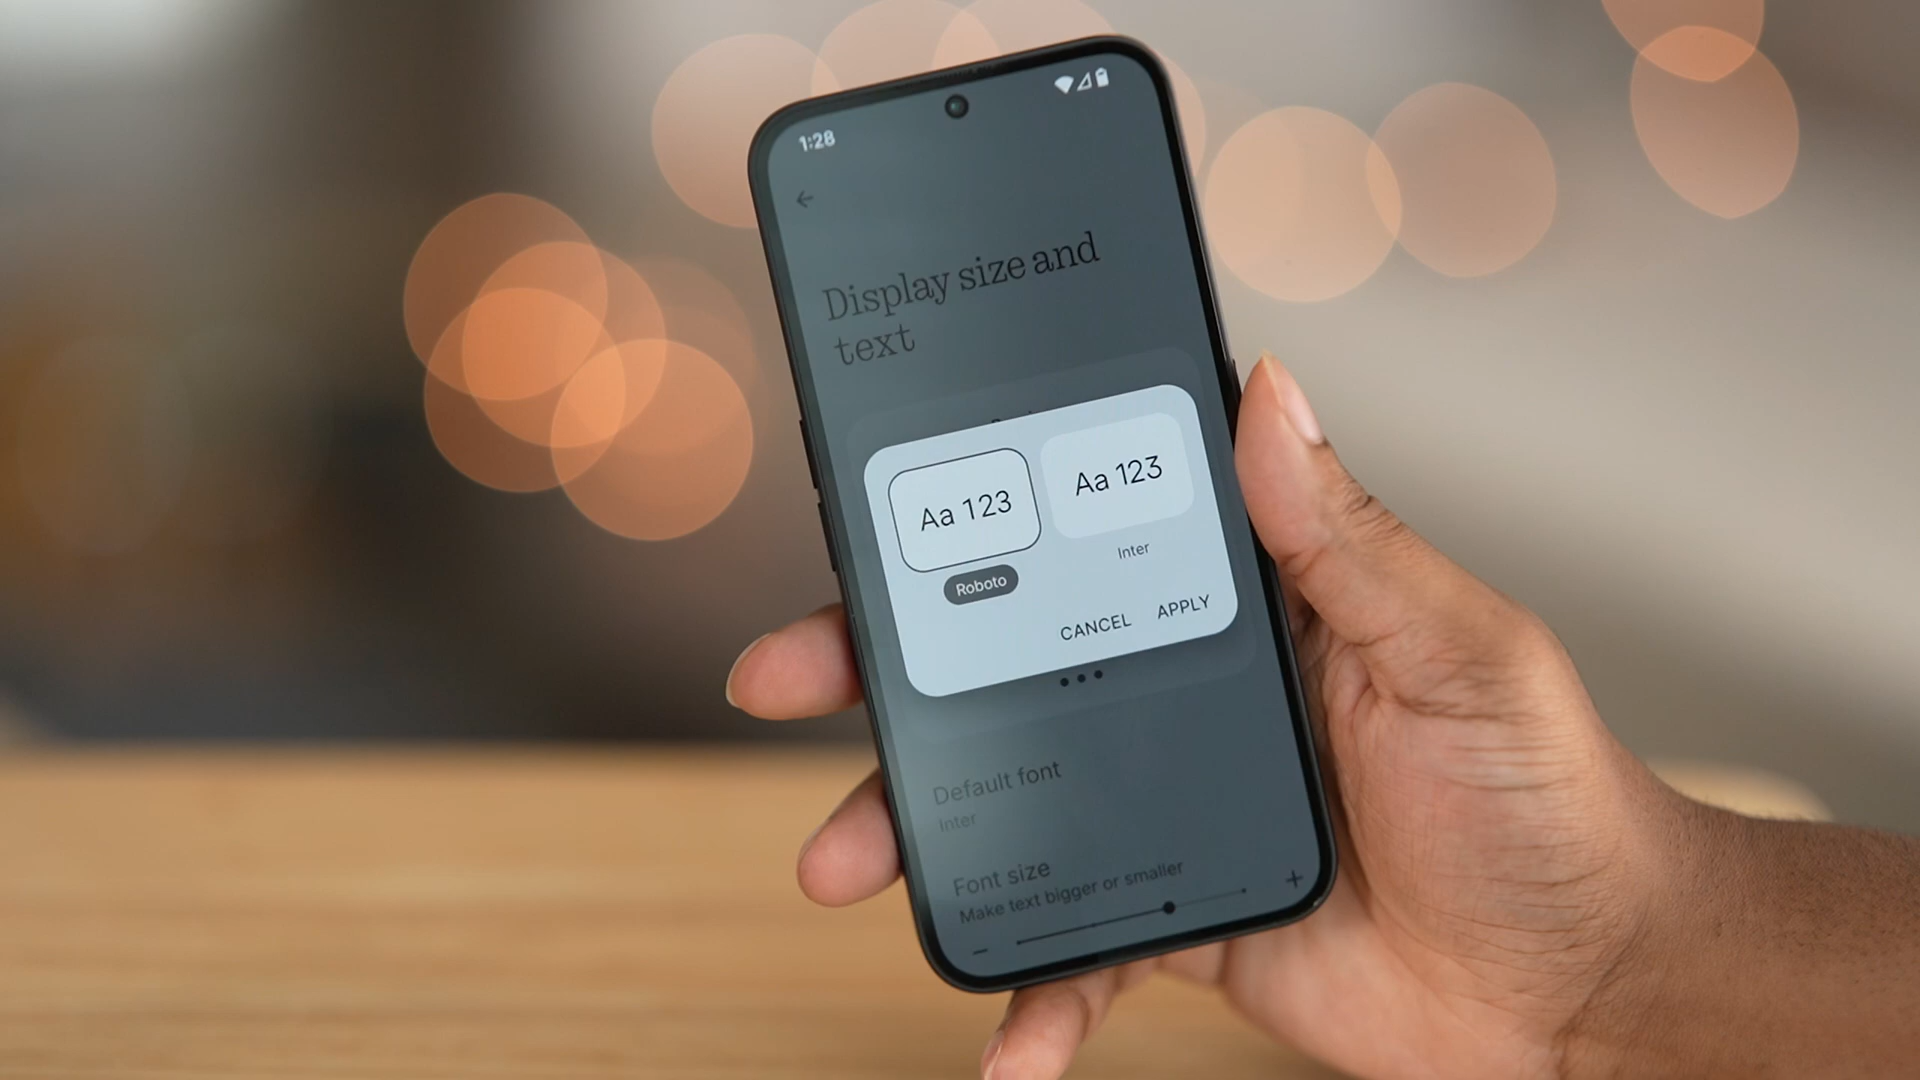 1:28
Display size and
text
Aa 123
Aa 123
Roboto
Inter
CANCEL
APPLY
Default font
Inter
Font size
Make text bigger or smaller